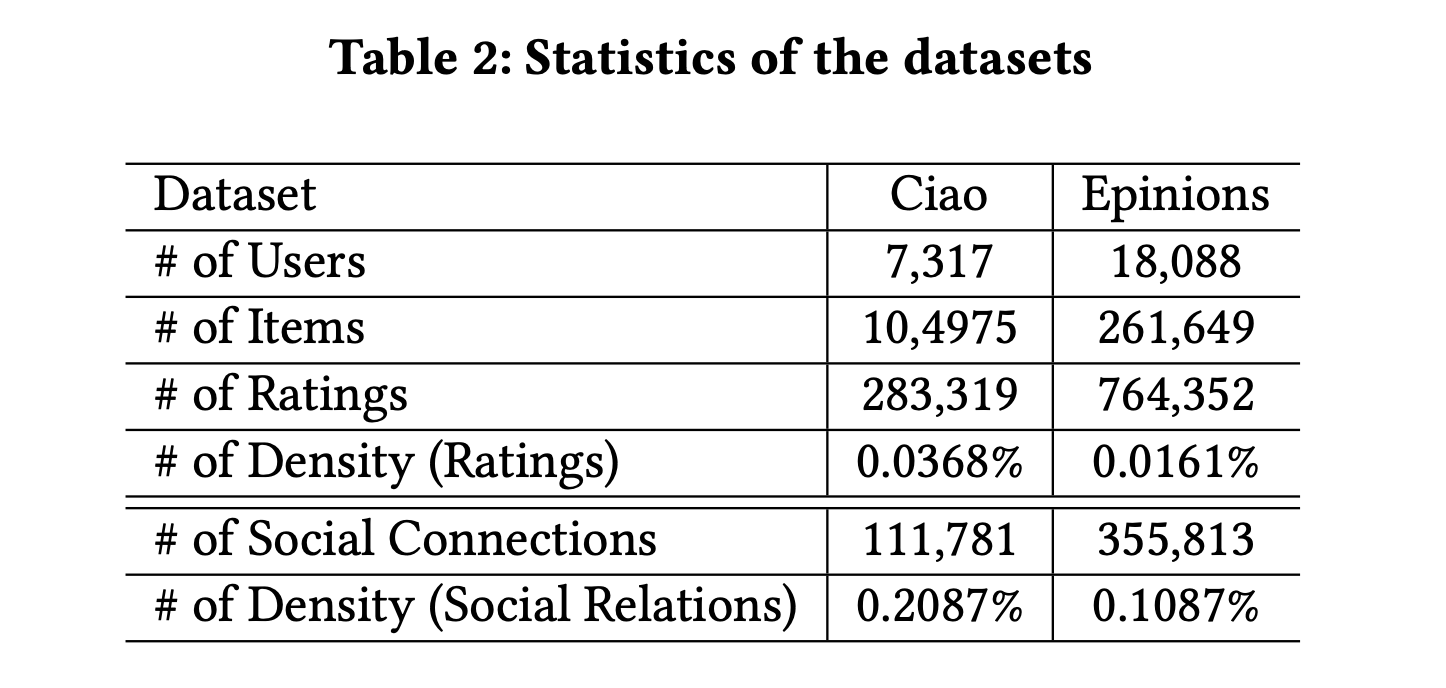 Table 2: Statistics of the datasets
Dataset Ciao Epinions
# of Users 7,317 18,088
# of Items 10,4975 261,649
# of Ratings 283,319 764,352
# of Density (Ratings) 0.0368% 0.0161%
# of Social Connections 111,781 355,813
# of Density (Social Relations) 0.2087% 0.1087%